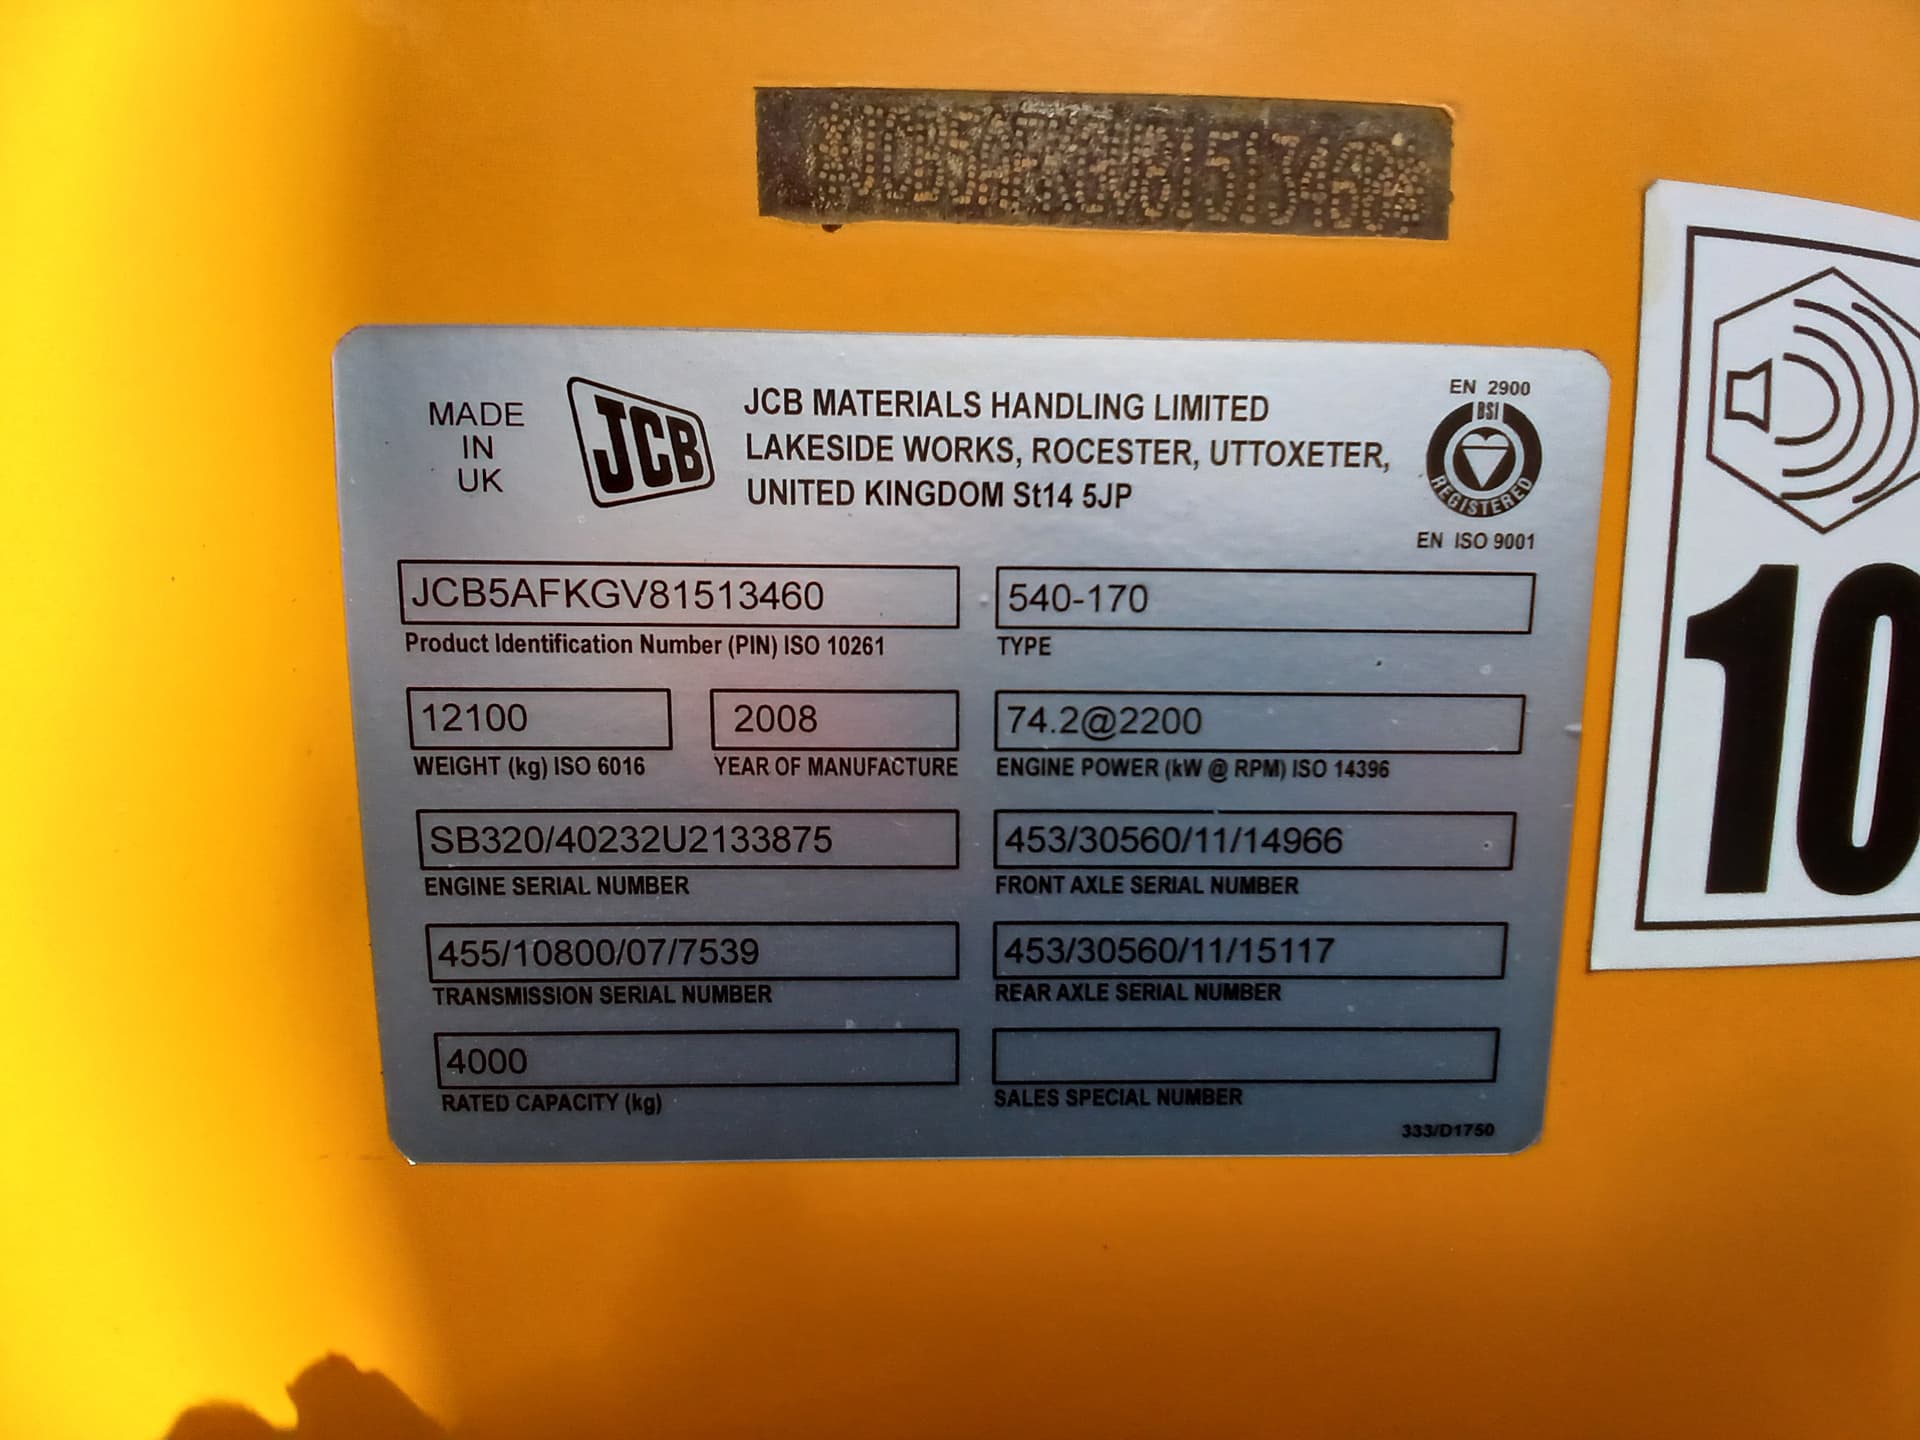 *JCB5AFKGV81513460*
MADE
IN
UK
JCB
JCB MATERIALS HANDLING LIMITED
LAKESIDE WORKS, ROCESTER, UTTOXETER,
UNITED KINGDOM St14 5JP
EN 2900
BSI
REGISTERED
EN ISO 9001
JCB5AFKGV81513460
Product Identification Number (PIN) ISO 10261
540-170
TYPE
12100
WEIGHT (kg) ISO 6016
2008
YEAR OF MANUFACTURE
74.2@2200
ENGINE POWER (kW @ RPM) ISO 14396
SB320/40232U2133875
ENGINE SERIAL NUMBER
453/30560/11/14966
FRONT AXLE SERIAL NUMBER
455/10800/07/7539
TRANSMISSION SERIAL NUMBER
453/30560/11/15117
REAR AXLE SERIAL NUMBER
4000
RATED CAPACITY (kg)
SALES SPECIAL NUMBER
333/D1750
10